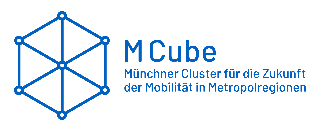 M Cube
Münchner Cluster für die Zukunft
der Mobilität in Metropolregionen